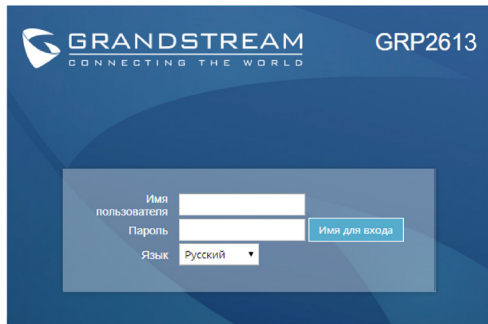 GRANDSTREAM
CONNECTING THE WORLD
GRP2613
Имя
пользователя
Пароль
Имя для входа
Язык
Русский